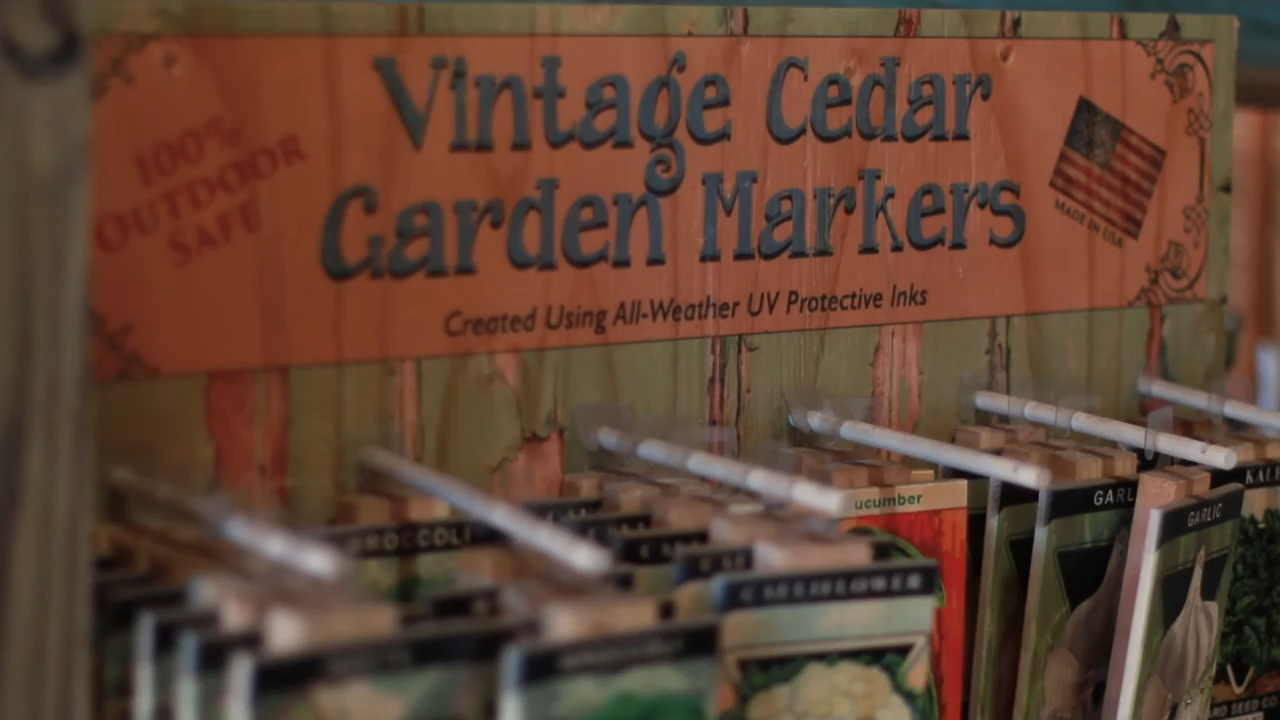 100%
OUTDOOR
SAFE
Vintage Cedar
Garden Markers
Created Using All-Weather UV Protective Inks
MADE IN USA
BROCCOLI
CAULIFLOWER
ucumber
GARL
GARLIC
KAL